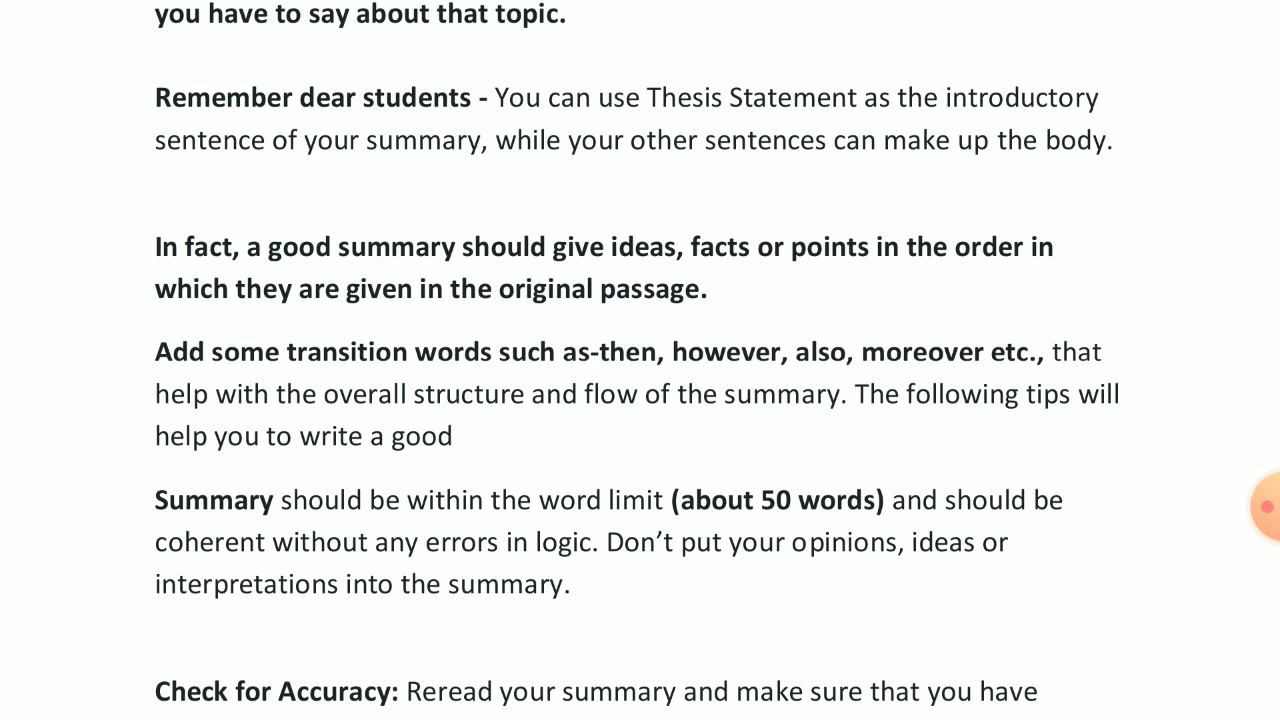 you have to say about that topic.
Remember dear students - You can use Thesis Statement as the introductory
sentence of your summary, while your other sentences can make up the body.
In fact, a good summary should give ideas, facts or points in the order in
which they are given in the original passage.
Add some transition words such as-then, however, also, moreover etc., that
help with the overall structure and flow of the summary. The following tips will
help you to write a good
Summary should be within the word limit (about 50 words) and should be
coherent without any errors in logic. Don’t put your opinions, ideas or
interpretations into the summary.
Check for Accuracy: Reread your summary and make sure that you have